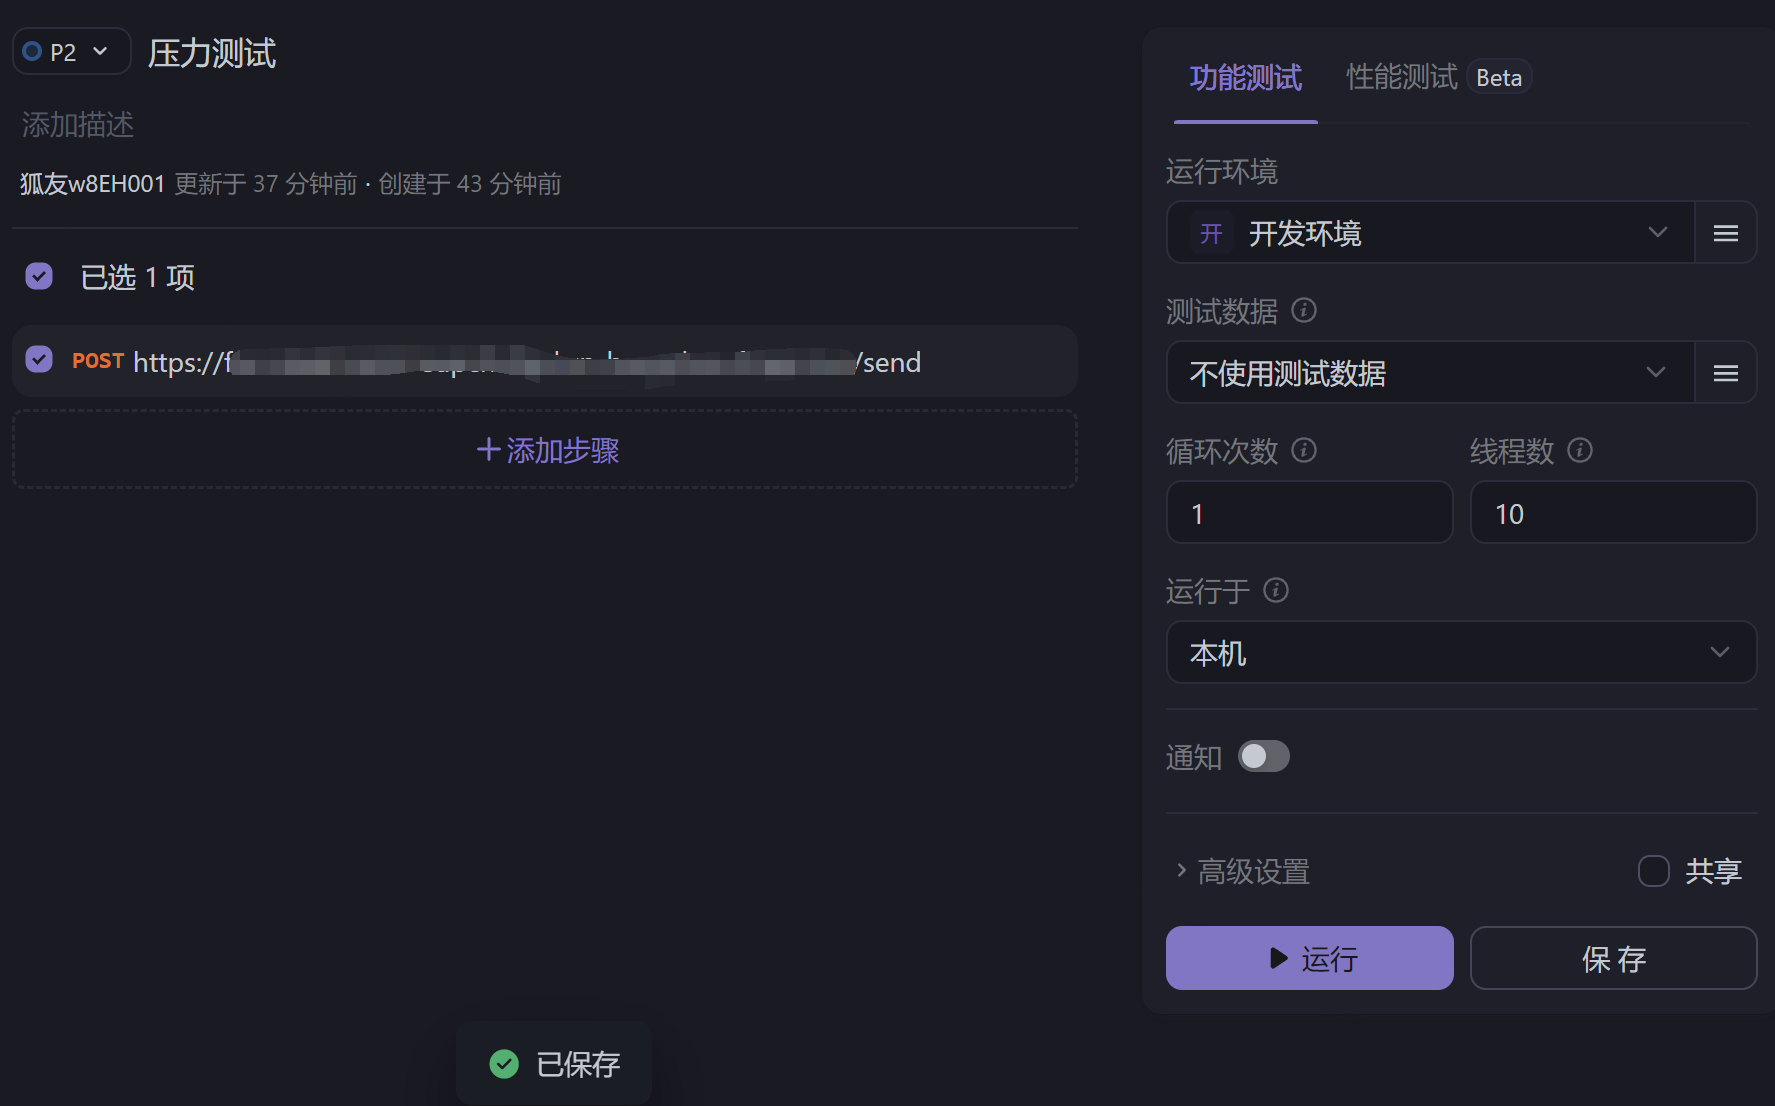 P2 压力测试
添加描述
狐友w8EH001 更新于 37 分钟前 · 创建于 43 分钟前
已选 1 项
POST https://f /send
添加步骤
已保存
功能测试 性能测试 Beta
运行环境
开 开发环境
测试数据
不使用测试数据
循环次数 线程数
1 10
运行于
本机
通知
高级设置 共享
运行 保存